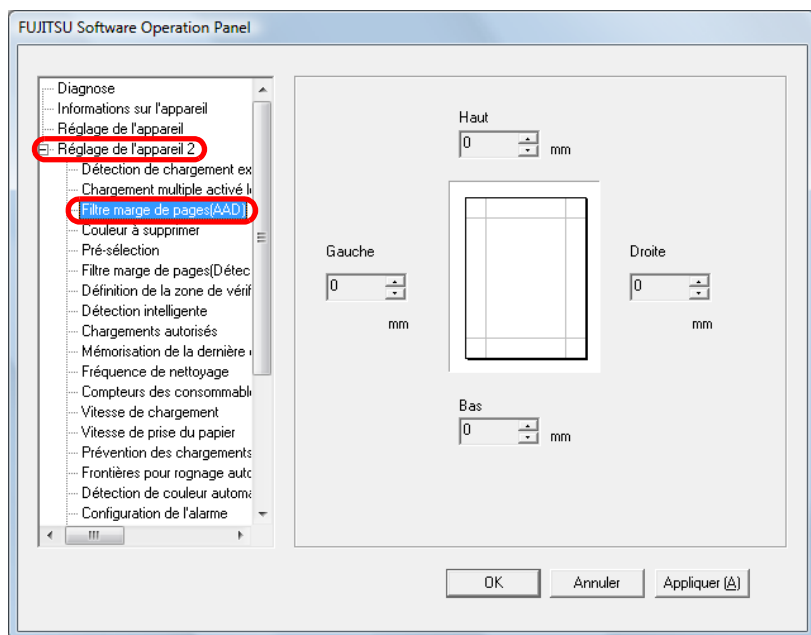 FUJITSU Software Operation Panel
Diagnose
Informations sur l'appareil
Réglage de l'appareil
Réglage de l'appareil 2
Détection de chargement ex
Chargement multiple activé l
Filtre marge de pages(AAD)
Couleur à supprimer
Pré-sélection
Filtre marge de pages(Détec
Définition de la zone de vérif
Détection intelligente
Chargements autorisés
Mémorisation de la dernière
Fréquence de nettoyage
Compteurs des consommabl
Vitesse de chargement
Vitesse de prise du papier
Prévention des chargements
Frontières pour rognage auto
Détection de couleur automa
Configuration de l'alarme
Haut
0 mm
Gauche
0
mm
Droite
0
mm
Bas
0 mm
OK Annuler Appliquer (A)